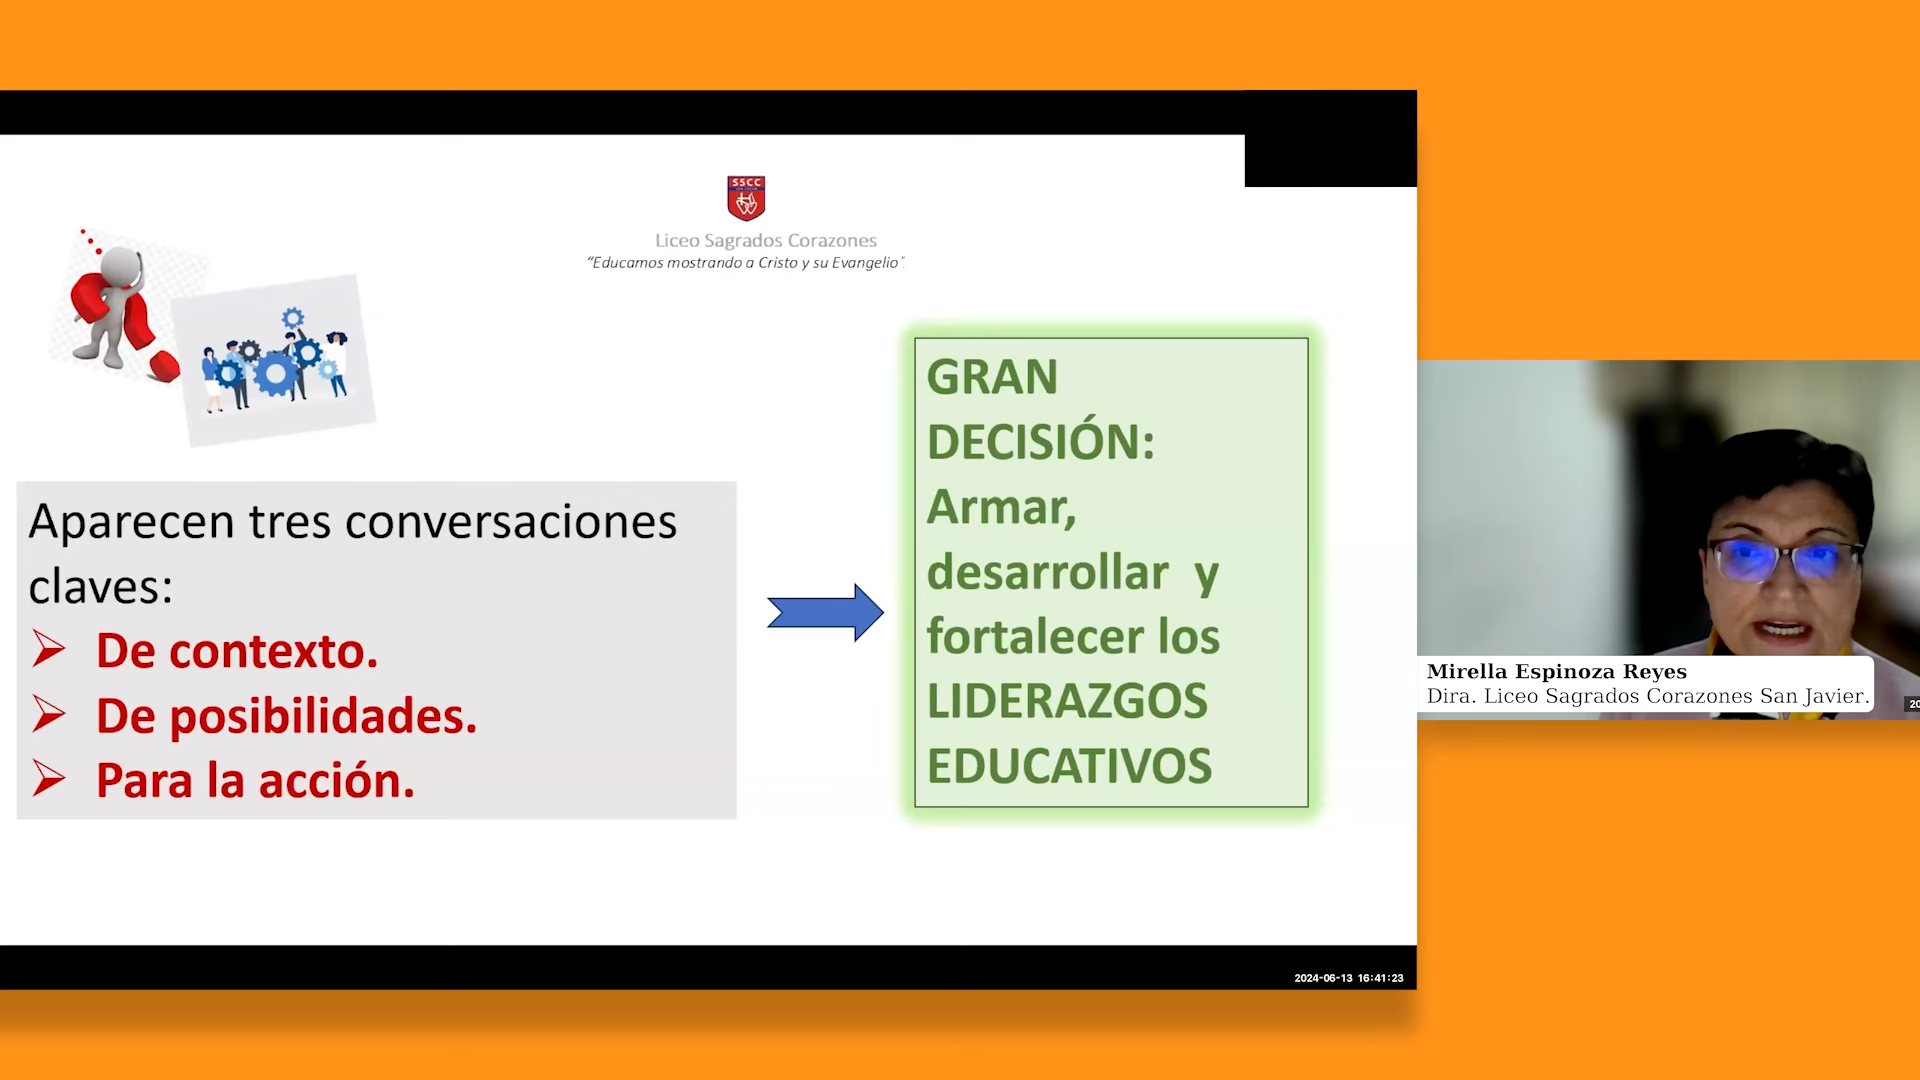 SSCC
Liceo Sagrados Corazones
“Educamos mostrando a Cristo y su Evangelio”.
Aparecen tres conversaciones
claves:
De contexto.
De posibilidades.
Para la acción.
GRAN
DECISIÓN:
Armar,
desarrollar y
fortalecer los
LIDERAZGOS
EDUCATIVOS
Mirella Espinoza Reyes
Dira. Liceo Sagrados Corazones San Javier.
20
2024-06-13 16:41:23